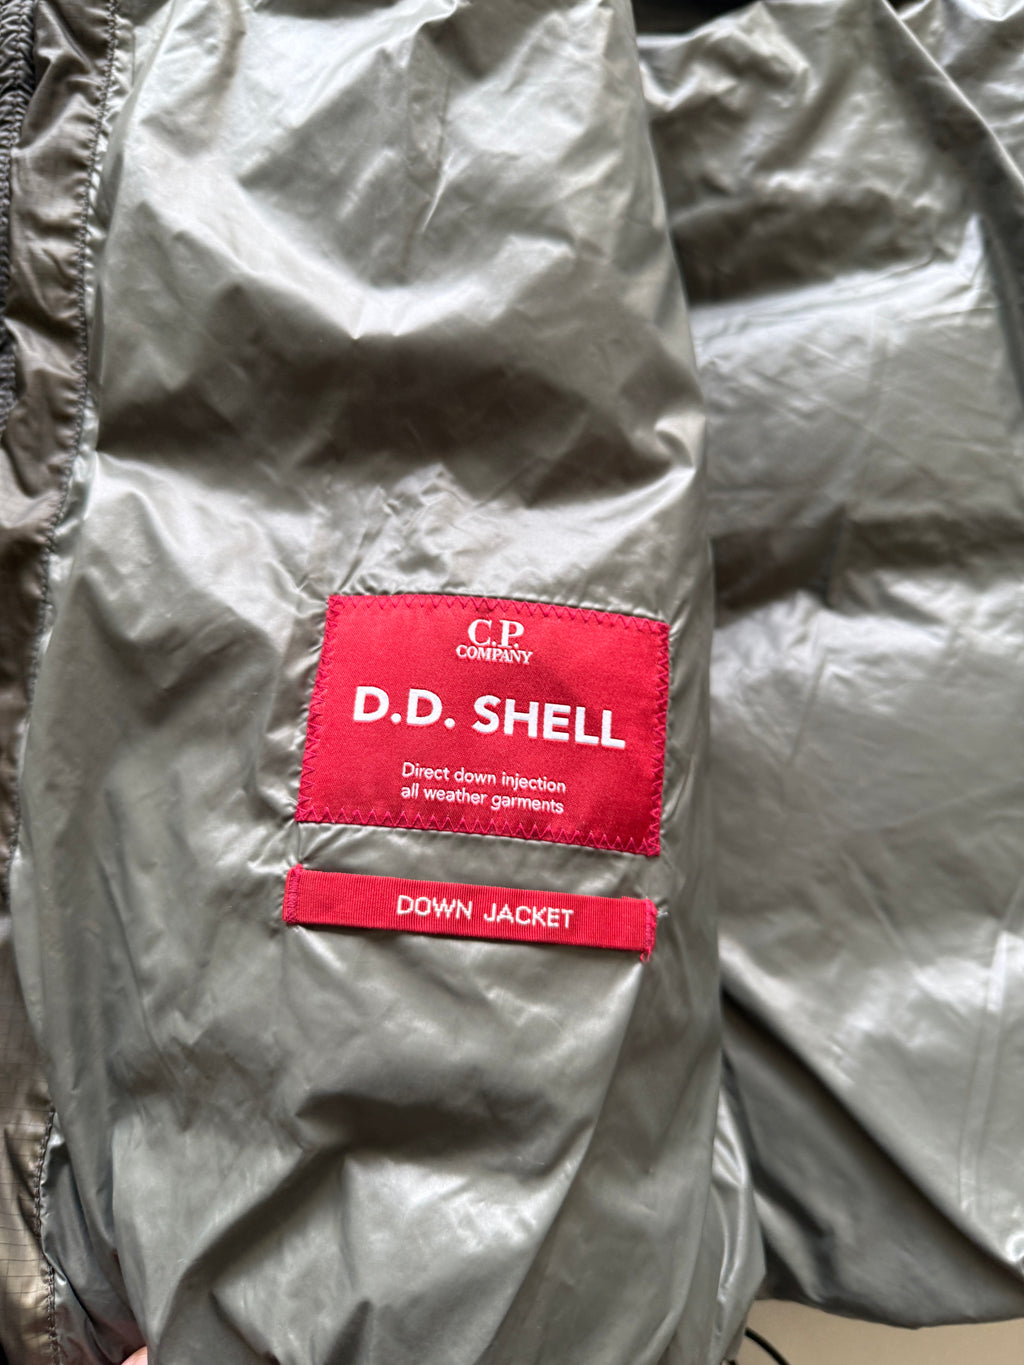 C.P.
COMPANY
D.D. SHELL
Direct down injection
all weather garments
DOWN JACKET